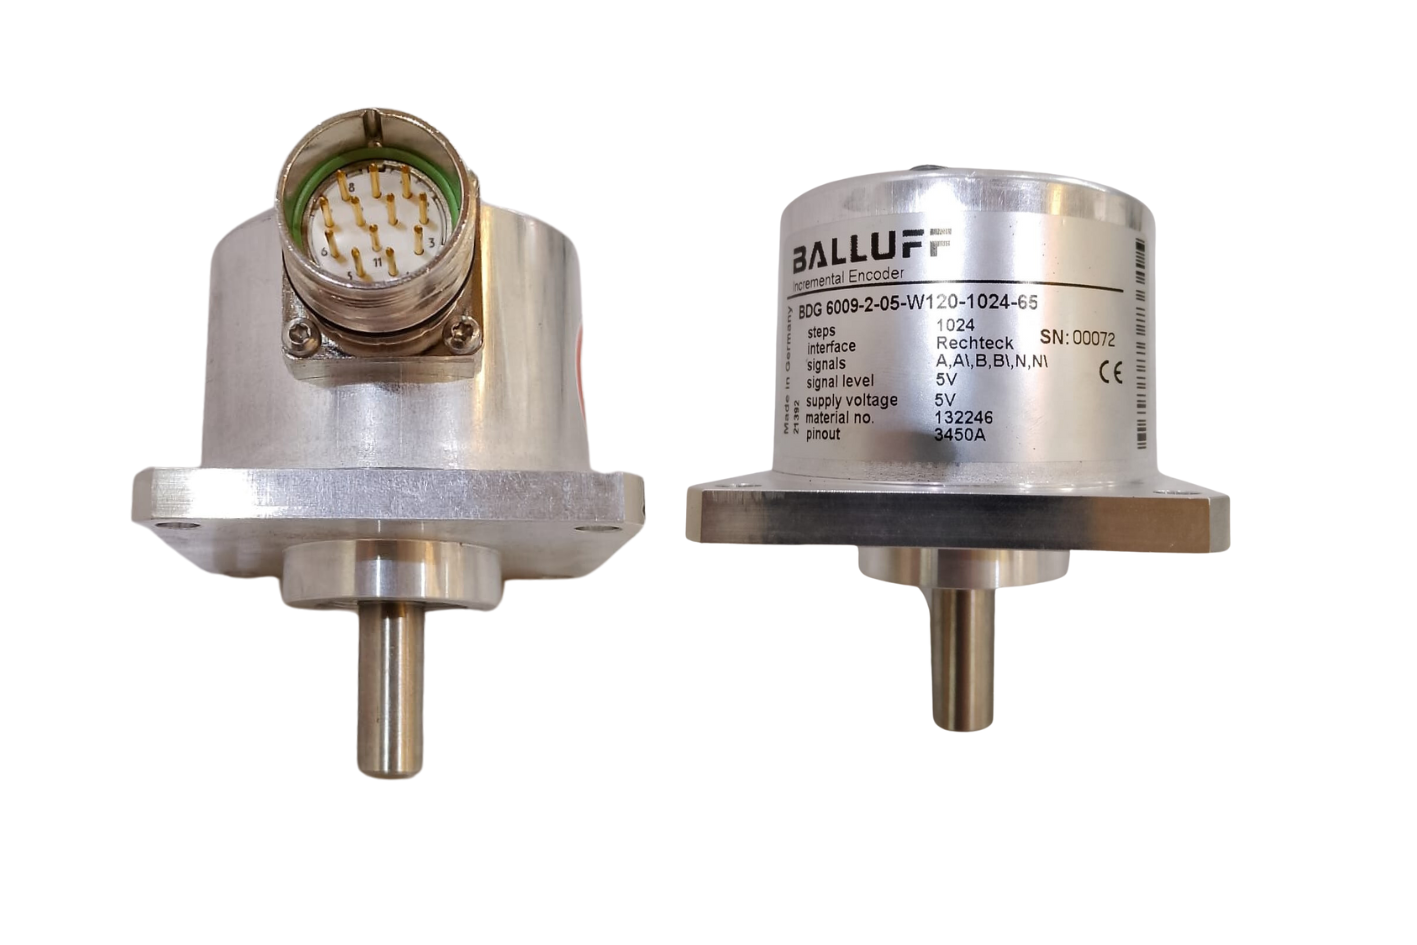 8
3
6
5
11
BALLUFF
Incremental Encoder
BDG 6009-2-05-W120-1024-65
steps 1024
SN: 00072
interface Rechteck
signals A,A\,B,B\,N,N\
signal level 5V
CE
supply voltage 5V
material no. 132246
pinout 3450A
Made in Germany
21392